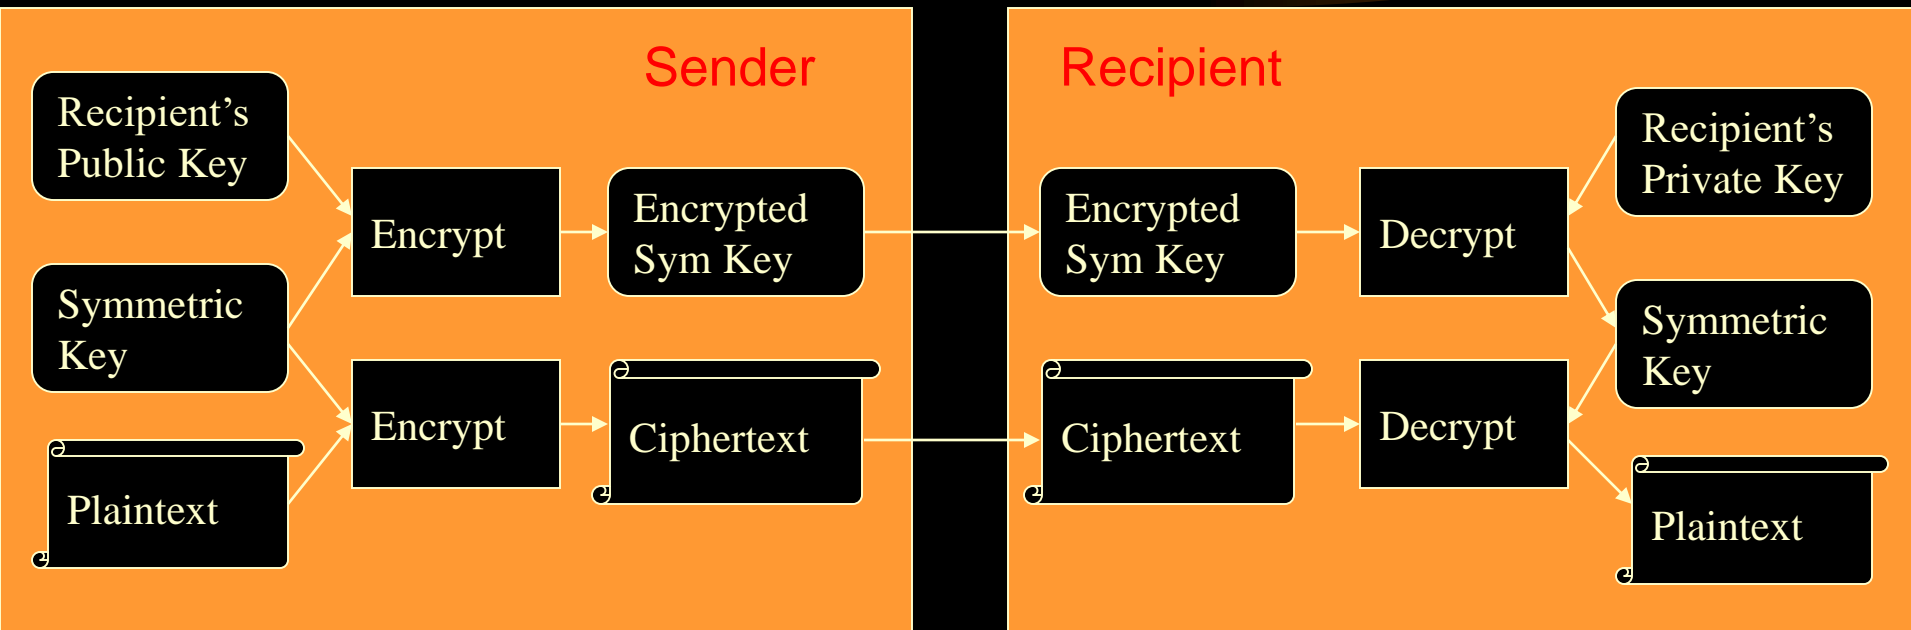 Sender
Recipient’s
Public Key
Encrypt
Encrypted
Sym Key
Symmetric
Key
Encrypt
Ciphertext
Plaintext
Recipient
Encrypted
Sym Key
Decrypt
Recipient’s
Private Key
Symmetric
Key
Ciphertext
Decrypt
Plaintext